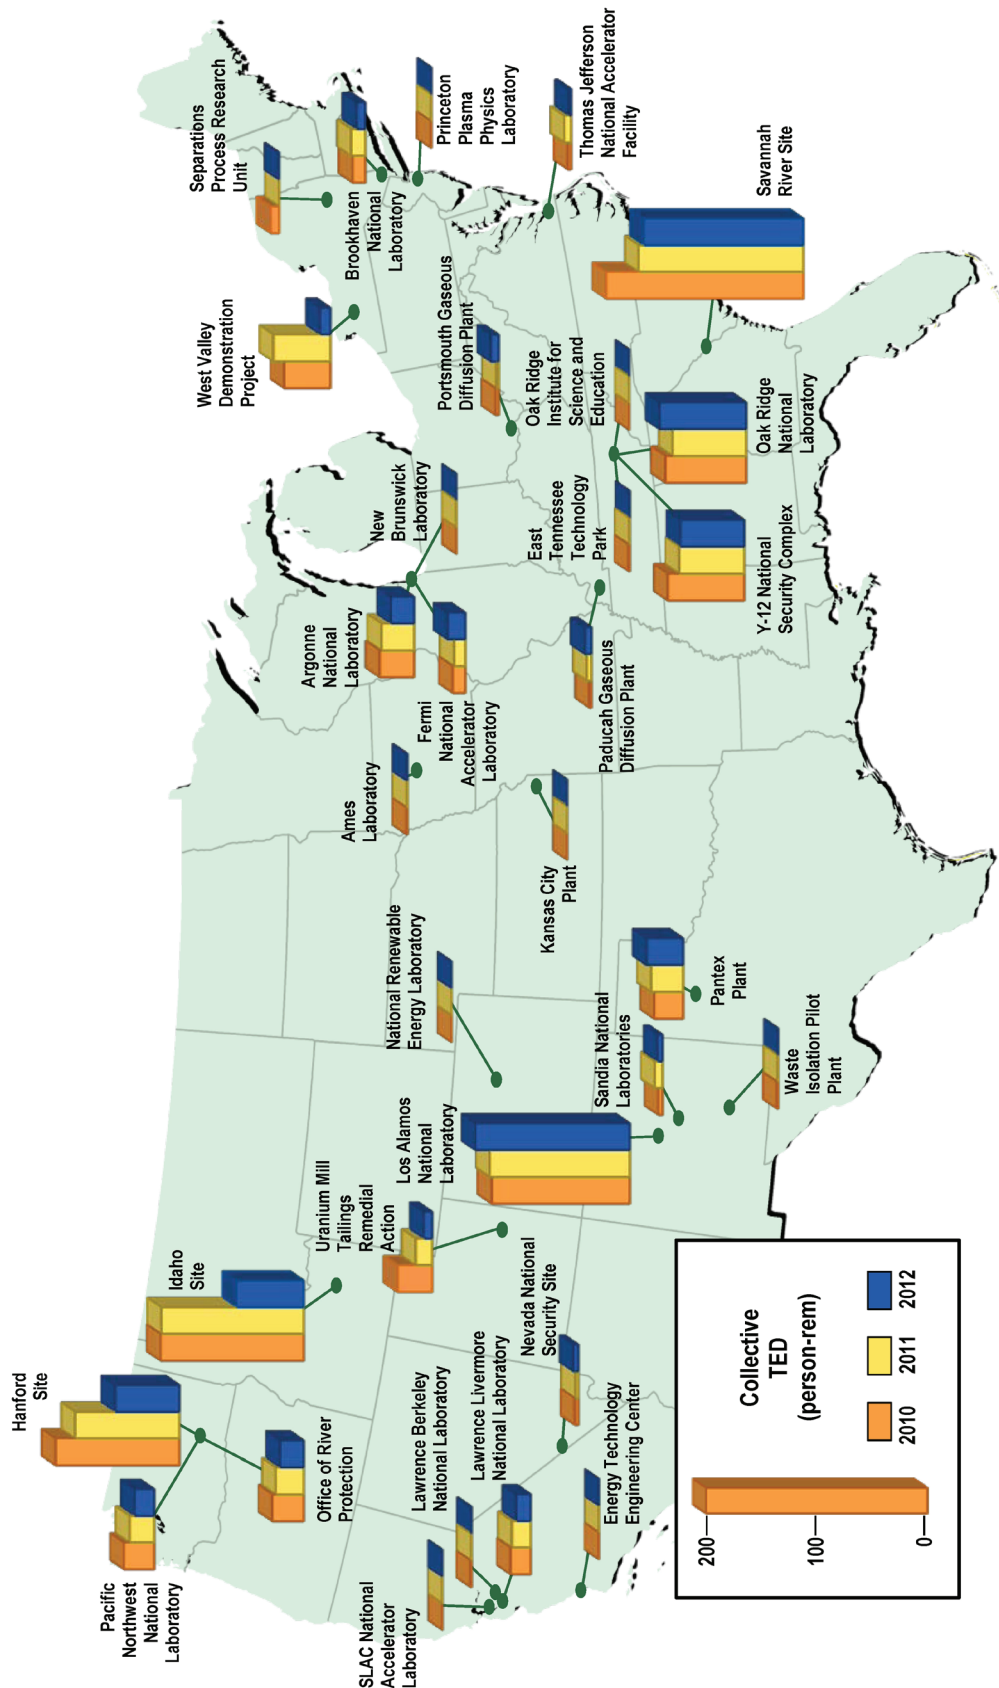 Hanford
Site
Pacific
Northwest
National
Laboratory
Office of River
Protection
Idaho
Site
Uranium Mill
Tailings
Remedial
Action
SLAC National
Accelerator
Laboratory
Lawrence Berkeley
National Laboratory
Lawrence Livermore
National Laboratory
Nevada National
Security Site
Energy Technology
Engineering Center
Los Alamos
National
Laboratory
National Renewable
Energy Laboratory
Sandia National
Laboratories
Waste
Isolation Pilot
Plant
Pantex
Plant
Ames
Laboratory
Kansas City
Plant
Argonne
National
Laboratory
Fermi
National
Accelerator
Laboratory
New
Brunswick
Laboratory
Paducah Gaseous
Diffusion Plant
East
Tennessee
Technology
Park
Y-12 National
Security Complex
Oak Ridge
National
Laboratory
Oak Ridge
Institute for
Science and
Education
Portsmouth Gaseous
Diffusion Plant
West Valley
Demonstration
Project
Separations
Process Research
Unit
Brookhaven
National
Laboratory
Princeton
Plasma
Physics
Laboratory
Thomas Jefferson
National Accelerator
Facility
Savannah
River Site
Collective
TED
(person-rem)
200
100
0
2010
2011
2012